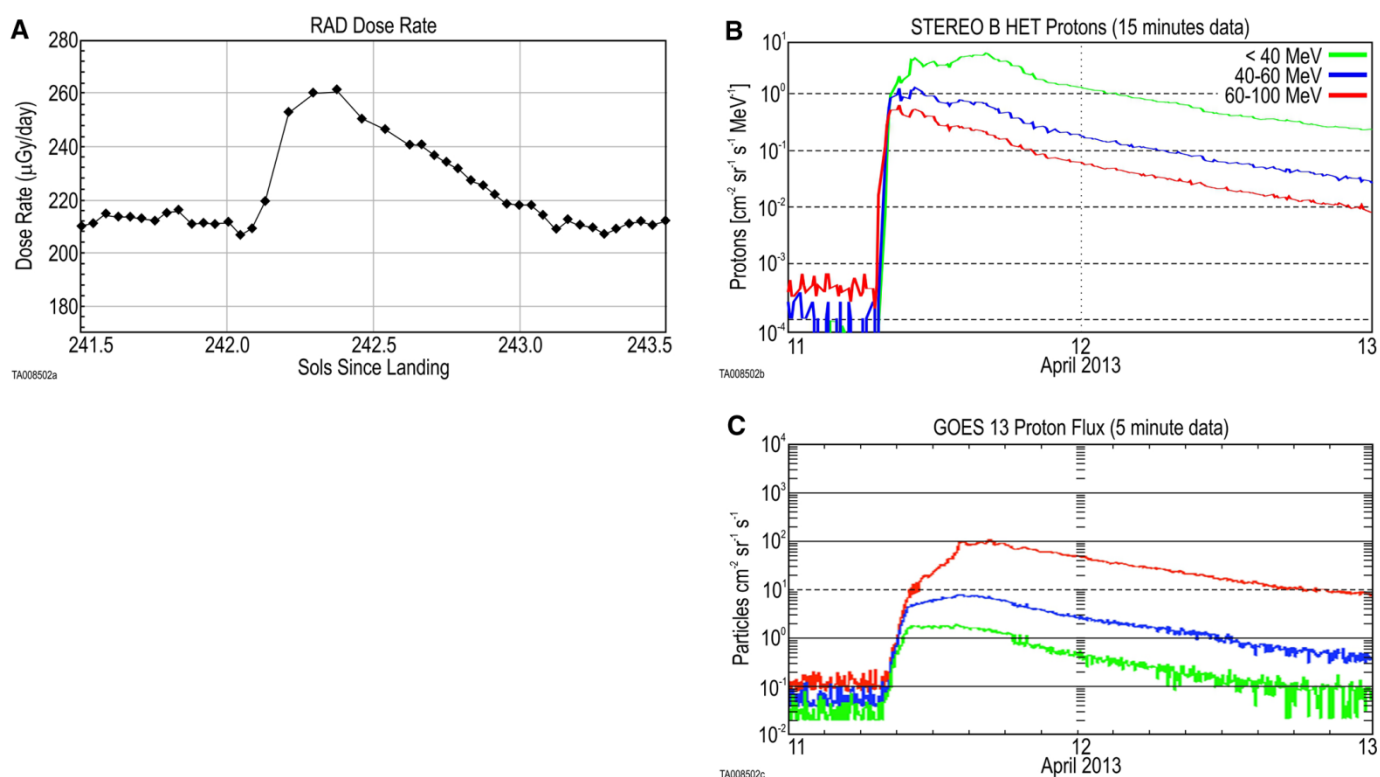 A
RAD Dose Rate
280
260
240
220
200
180
Dose Rate (μGy/day)
241.5
242.0
242.5
243.0
243.5
Sols Since Landing
TA008502a
B
STEREO B HET Protons (15 minutes data)
< 40 MeV
40-60 MeV
60-100 MeV
10¹
10⁰
10⁻¹
10⁻²
10⁻³
10⁻⁴
Protons [cm⁻² sr⁻¹ s⁻¹ MeV⁻¹]
11
12
13
April 2013
TA008502b
C
GOES 13 Proton Flux (5 minute data)
10⁴
10³
10²
10¹
10⁰
10⁻¹
10⁻²
Particles cm⁻² sr⁻¹ s⁻¹
11
12
13
April 2013
TA008502c